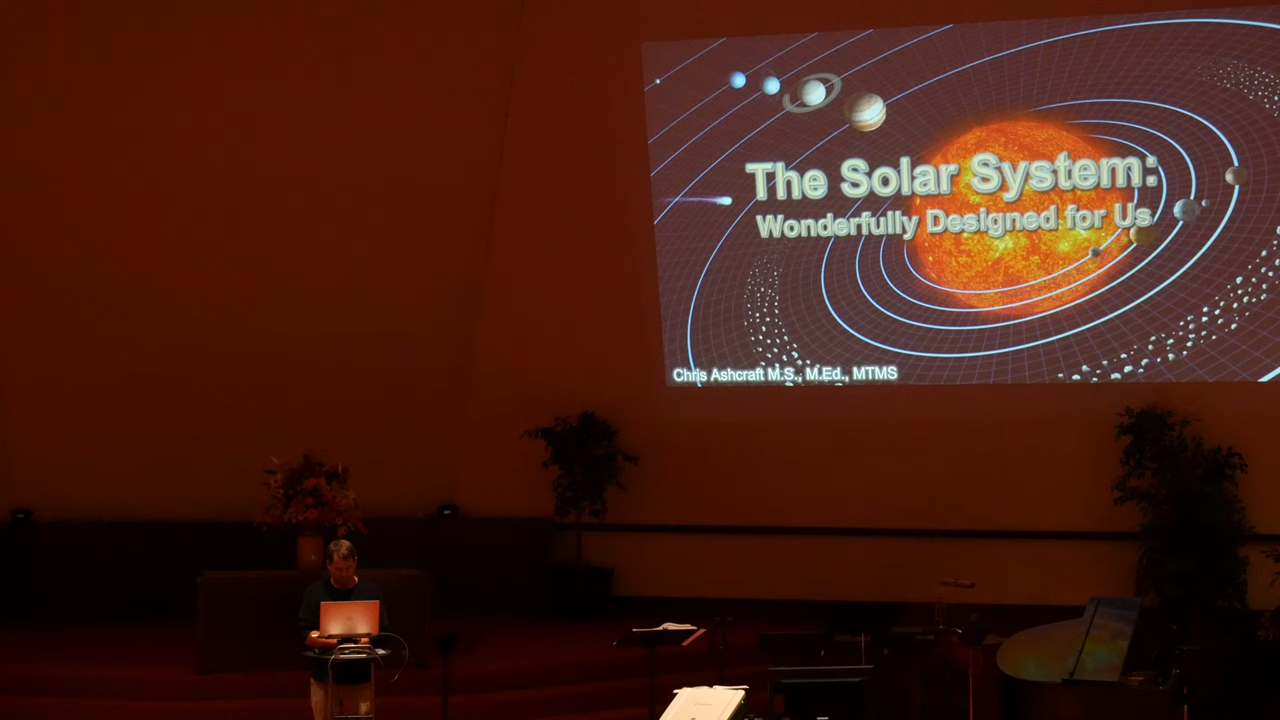 The Solar System:
Wonderfully Designed for Us
Chris Ashcraft M.S., M.Ed., MTMS